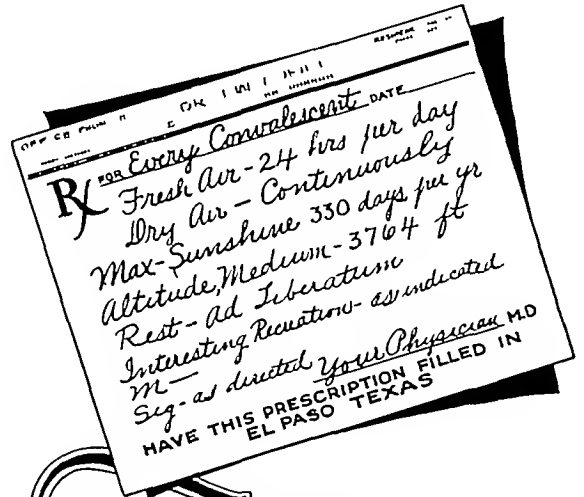 OFFICE PHONE
FOR Every Convalescent DATE
Rx Fresh Air - 24 hrs per day
Dry Air - Continuously
Max - Sunshine 330 days per yr
Altitude, Medium - 3764 ft
Rest - ad Liberatum
Interesting Recreation - as indicated
M —
Sig - as directed Your Physician M.D
HAVE THIS PRESCRIPTION FILLED IN
EL PASO TEXAS